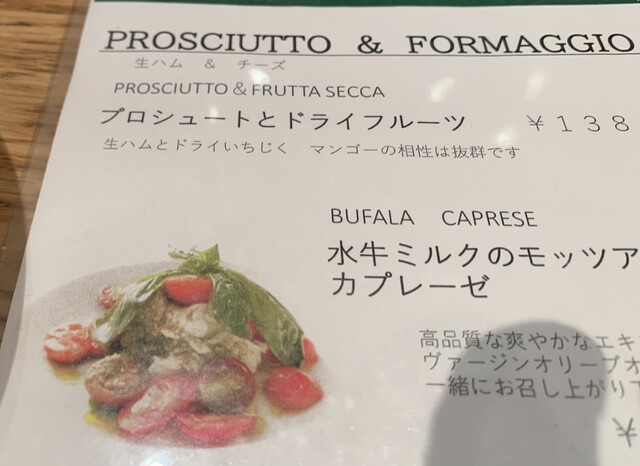 PROSCIUTTO & FORMAGGIO
生ハム & チーズ
PROSCIUTTO&FRUTTA SECCA
プロシュートとドライフルーツ ¥138
生ハムとドライいちじく マンゴーの相性は抜群です
BUFALA CAPRESE
水牛ミルクのモッツア
カプレーゼ
高品質な爽やかなエキ
ヴァージンオリーブオ
一緒にお召し上がり
¥